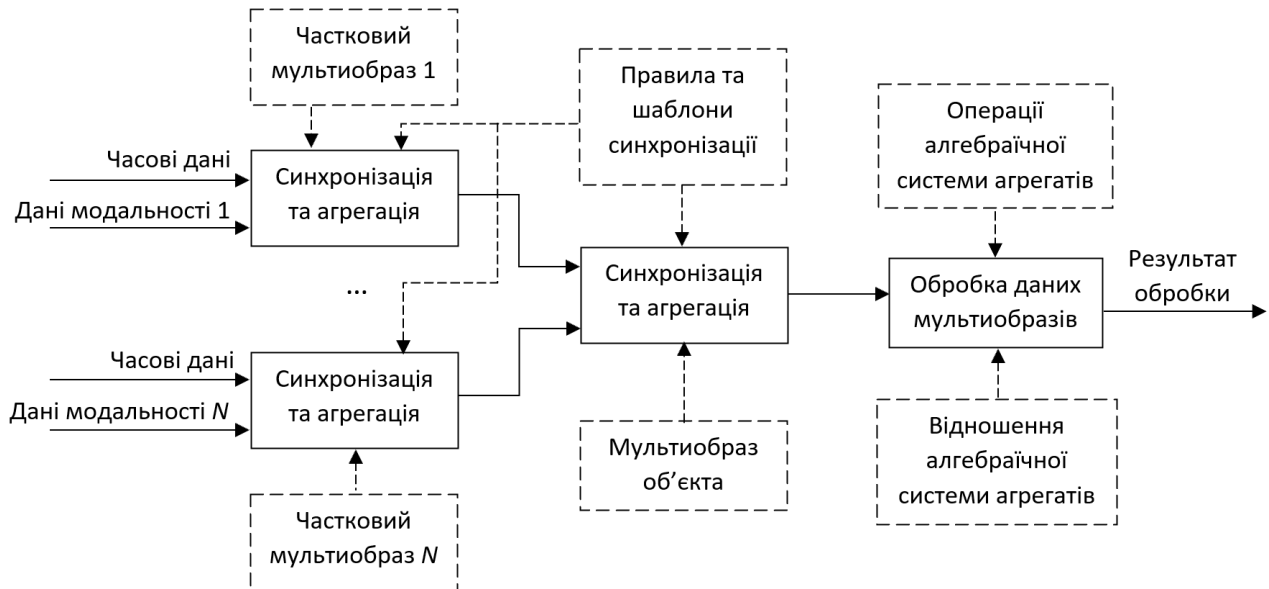 Частковий
мультиобраз 1
Правила та
шаблони
синхронізації
Операції
алгебраїчної
системи агрегатів
Часові дані
Дані модальності 1
Синхронізація
та агрегація
Синхронізація
та агрегація
Обробка даних
мультиобразів
Результат
обробки
...
Часові дані
Дані модальності N
Синхронізація
та агрегація
Мультиобраз
об’єкта
Відношення
алгебраїчної
системи агрегатів
Частковий
мультиобраз N